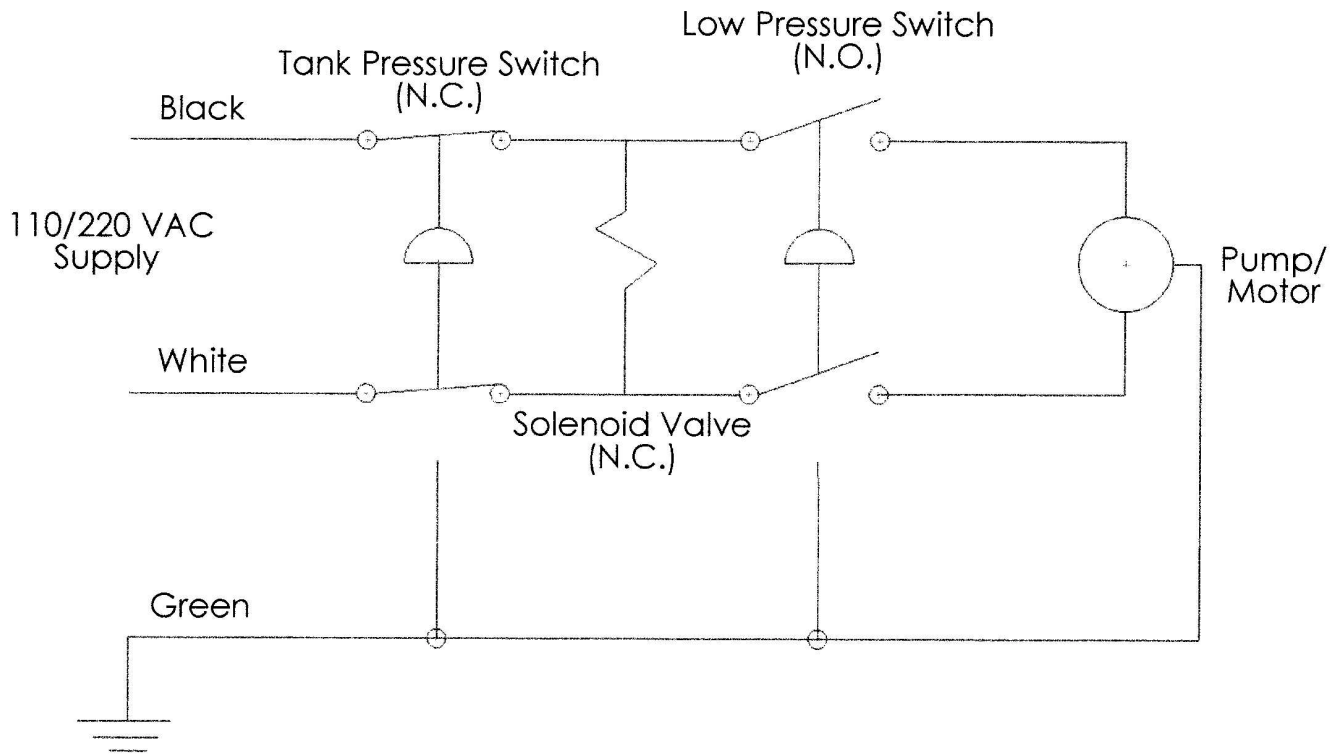 Low Pressure Switch
(N.O.)
Tank Pressure Switch
(N.C.)
Black
110/220 VAC
Supply
Pump/
Motor
White
Solenoid Valve
(N.C.)
Green